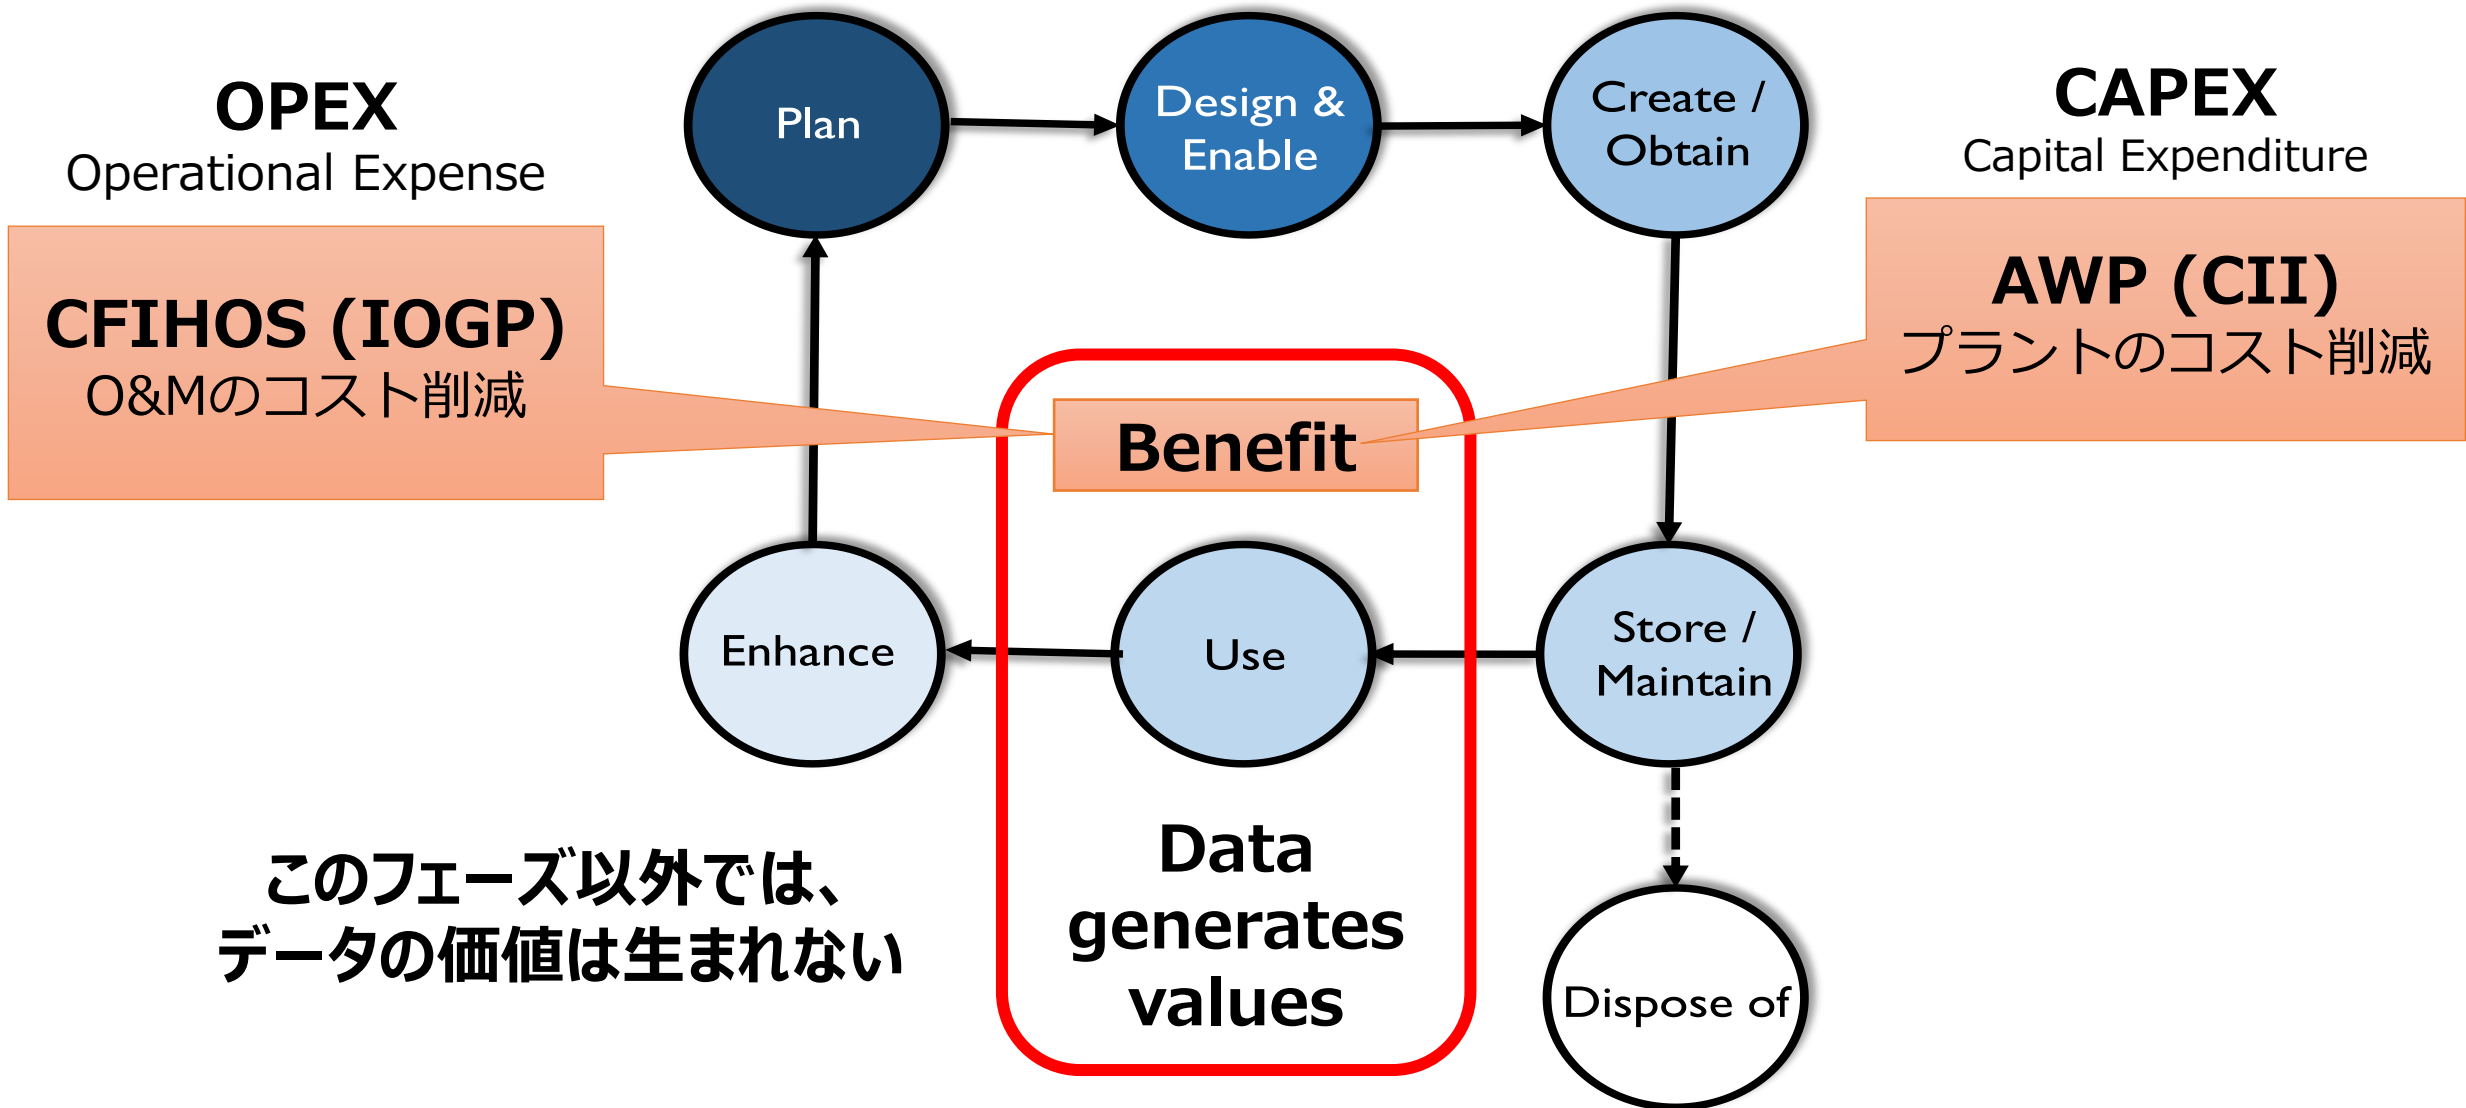 OPEX
Operational Expense
CFIHOS (IOGP)
O&Mのコスト削減
Plan
Design &
Enable
Create /
Obtain
CAPEX
Capital Expenditure
AWP (CII)
プラントのコスト削減
Benefit
Enhance
Use
Store /
Maintain
このフェーズ以外では、
データの価値は生まれない
Data
generates
values
Dispose of